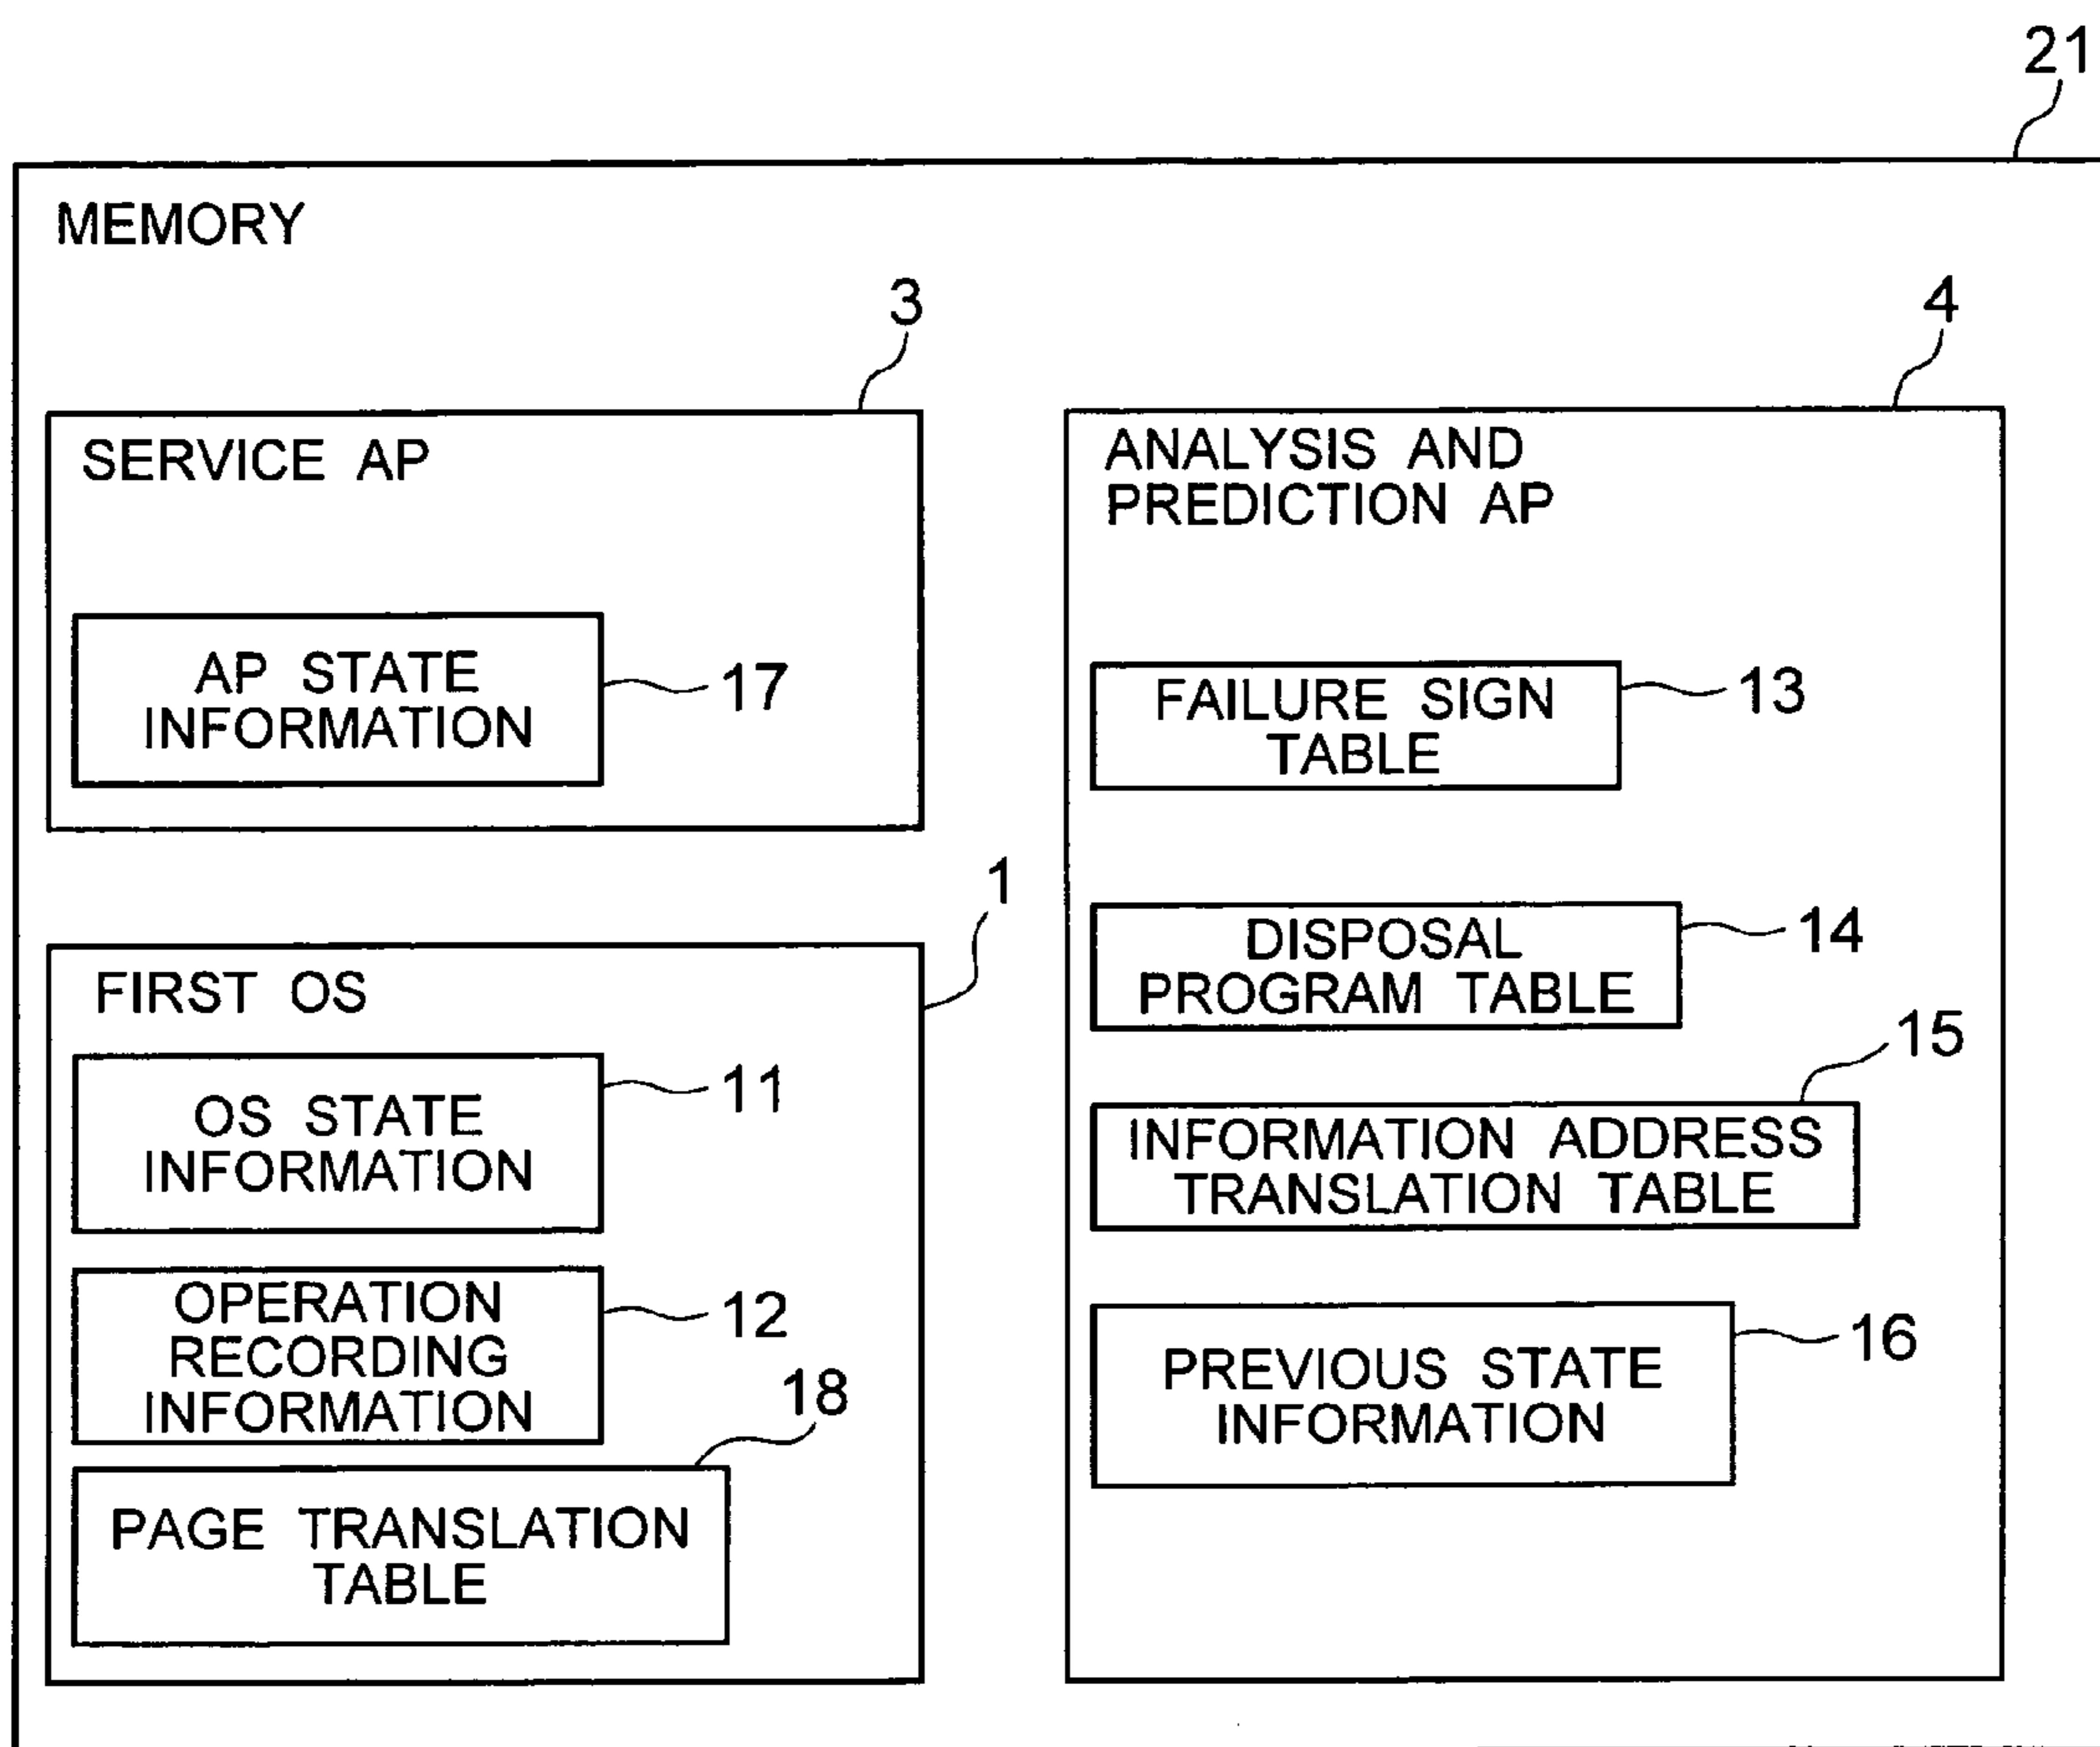 21
MEMORY
3
SERVICE AP
AP STATE
INFORMATION
17
1
FIRST OS
OS STATE
INFORMATION
11
OPERATION
RECORDING
INFORMATION
12
18
PAGE TRANSLATION
TABLE
4
ANALYSIS AND
PREDICTION AP
FAILURE SIGN
TABLE
13
DISPOSAL
PROGRAM TABLE
14
15
INFORMATION ADDRESS
TRANSLATION TABLE
PREVIOUS STATE
INFORMATION
16